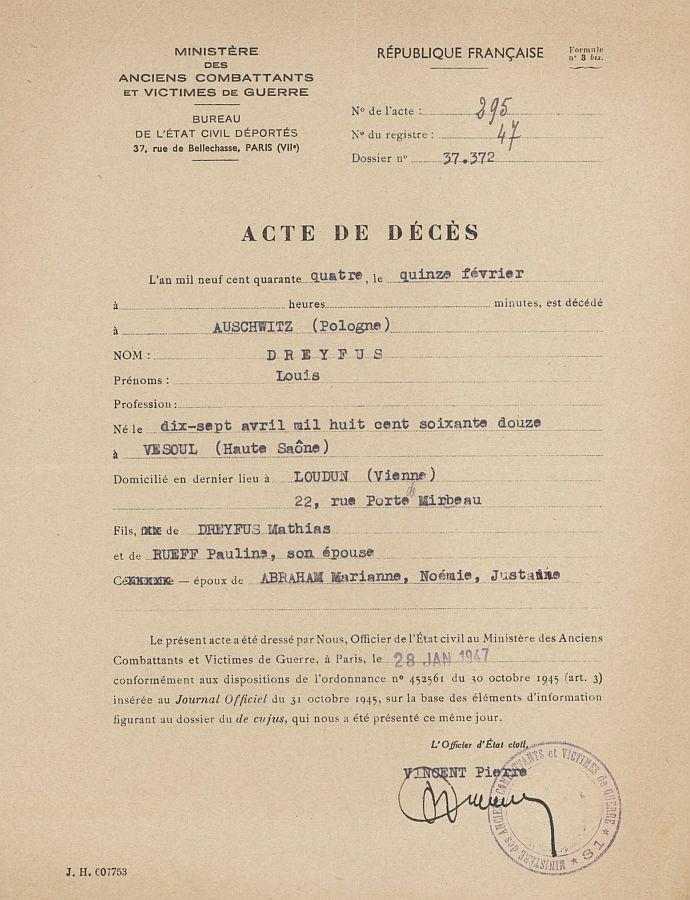 MINISTÈRE
DES
ANCIENS COMBATTANTS
ET VICTIMES DE GUERRE
BUREAU
DE L'ÉTAT CIVIL DÉPORTÉS
37, rue de Bellechasse, PARIS (VIIe)
RÉPUBLIQUE FRANÇAISE
Formule
n° 3 bis.
N° de l'acte : 295
N° du registre : 47
Dossier n° 37.372
ACTE DE DÉCÈS
L'an mil neuf cent quarante quatre, le quinze février
à heures minutes, est décédé
à AUSCHWITZ (Pologne)
NOM : DREYFUS
Prénoms : Louis
Profession :
Né le dix-sept avril mil huit cent soixante douze
à VESOUL (Haute Saône)
Domicilié en dernier lieu à LOUDUN (Vienne)
22, rue Porte Mirbeau
Fils, de DREYFUS Mathias
et de RUEFF Pauline, son épouse
— époux de ABRAHAM Marianne, Noémie,
Le présent acte a été dressé par Nous, Officier de l'État civil au Ministère des Anciens
Combattants et Victimes de Guerre, à Paris, le 28 JAN 1947
conformément aux dispositions de l'ordonnance n° 452561 du 30 octobre 1945 (art. 3)
insérée au Journal Officiel du 31 octobre 1945, sur la base des éléments d'information
figurant au dossier du de cujus, qui nous a été présenté ce même jour.
L'Officier d'État civil,
VINCENT Pierre
MINISTÈRE des ANCIENS COMBATTANTS et VICTIMES de GUERRE * S1 *
J. H. 607753